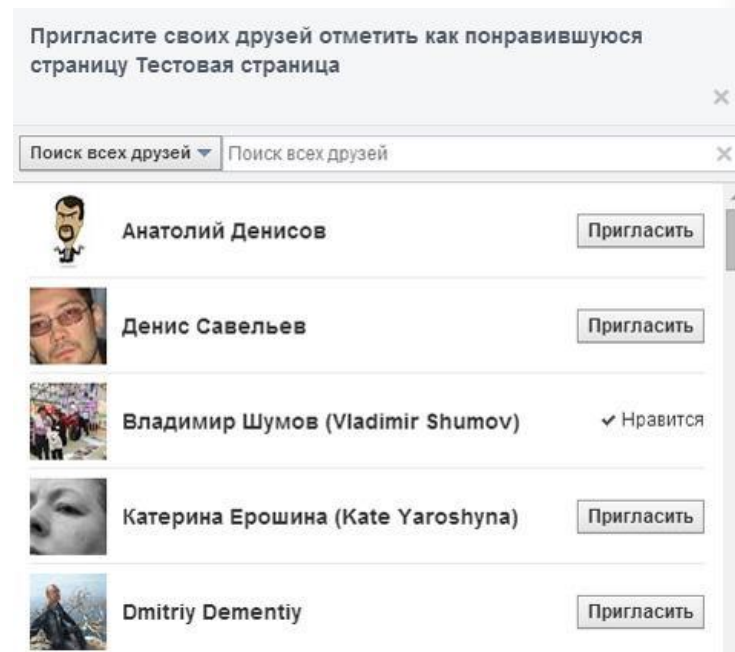 Пригласите своих друзей отметить как понравившуюся
страницу Тестовая страница
Поиск всех друзей Поиск всех друзей
Анатолий Денисов Пригласить
Денис Савельев Пригласить
Владимир Шумов (Vladimir Shumov) Нравится
Катерина Ерошина (Kate Yaroshyna) Пригласить
Dmitriy Dementiy Пригласить